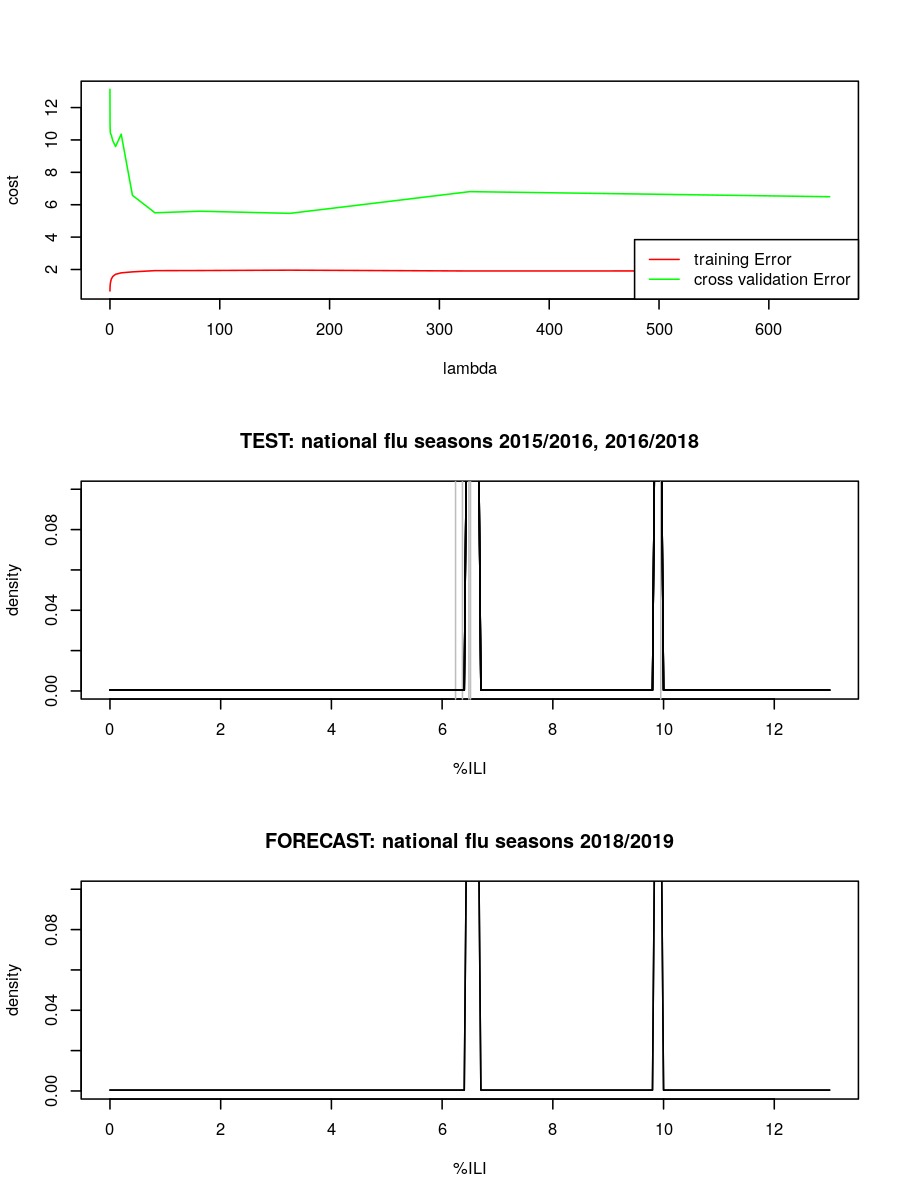 cost
2 4 6 8 10 12
training Error
cross validation Error
0 100 200 300 400 500 600
lambda
TEST: national flu seasons 2015/2016, 2016/2018
density
0.00 0.04 0.08
0 2 4 6 8 10 12
%ILI
FORECAST: national flu seasons 2018/2019
density
0.00 0.04 0.08
0 2 4 6 8 10 12
%ILI